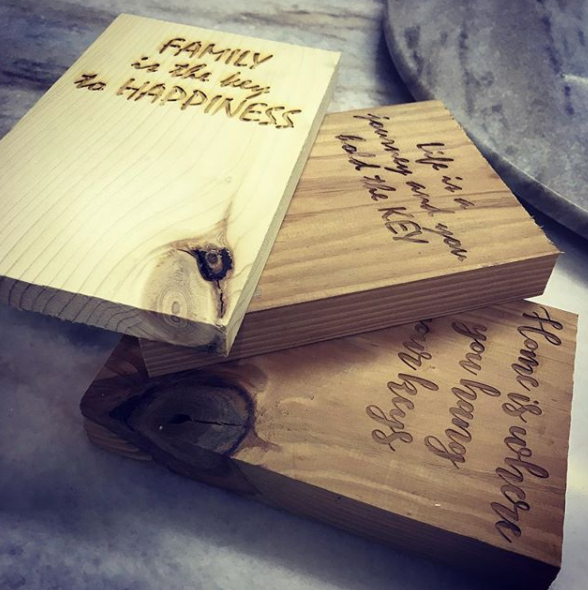 FAMILY
is the key
to HAPPINESS
Life is a
journey and you
hold the KEY
Home is where
you hang
your keys